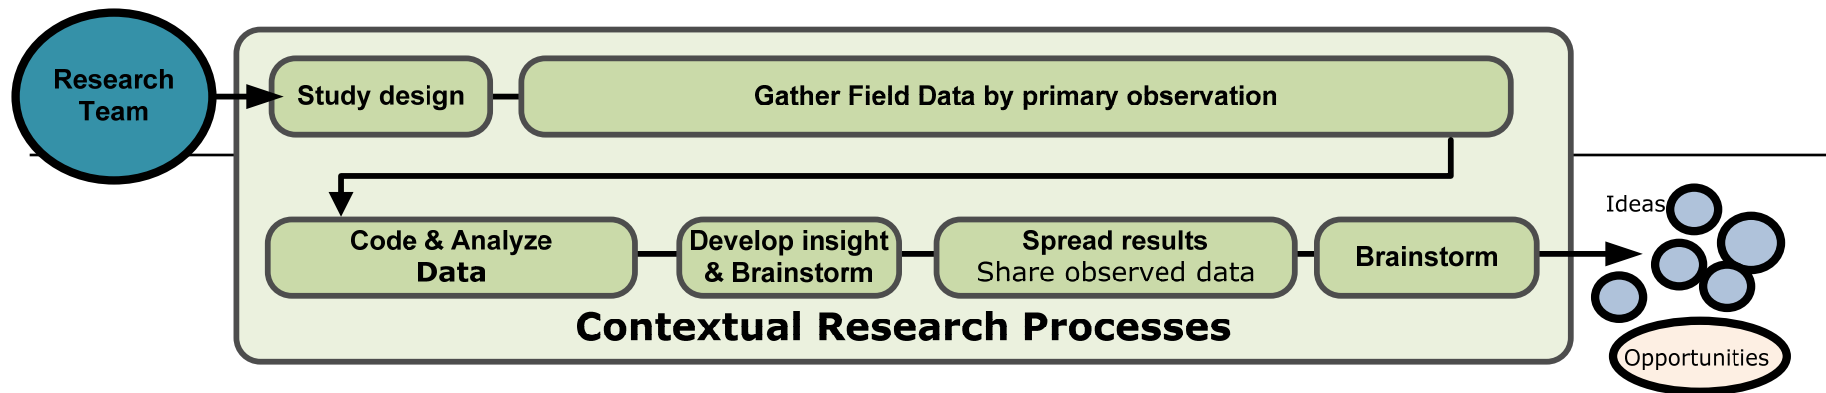 Research
Team
Study design
Gather Field Data by primary observation
Code & Analyze
Data
Develop insight
& Brainstorm
Spread results
Share observed data
Brainstorm
Contextual Research Processes
Ideas
Opportunities